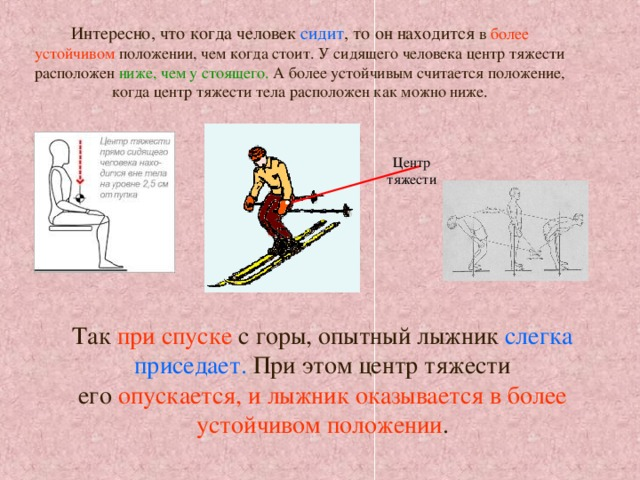 Интересно, что когда человек сидит, то он находится в более
устойчивом положении, чем когда стоит. У сидящего человека центр тяжести
расположен ниже, чем у стоящего. А более устойчивым считается положение,
когда центр тяжести тела расположен как можно ниже.
Центр тяжести
прямо сидящего
человека нахо-
дится вне тела
на уровне 2,5 см
от пупка
Центр
тяжести
Так при спуске с горы, опытный лыжник слегка
приседает. При этом центр тяжести
его опускается, и лыжник оказывается в более
устойчивом положении.